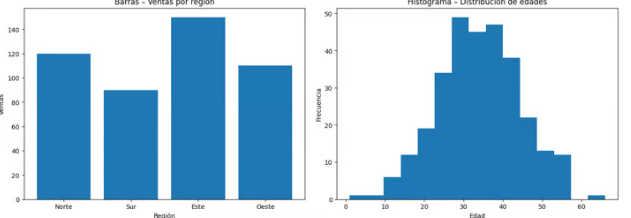 Barras – Ventas por región
140
120
100
80
60
40
20
0
Ventas
Norte Sur Este Oeste
Región
Histograma – Distribución de edades
50
40
30
20
10
0
Frecuencia
0 10 20 30 40 50 60
Edad